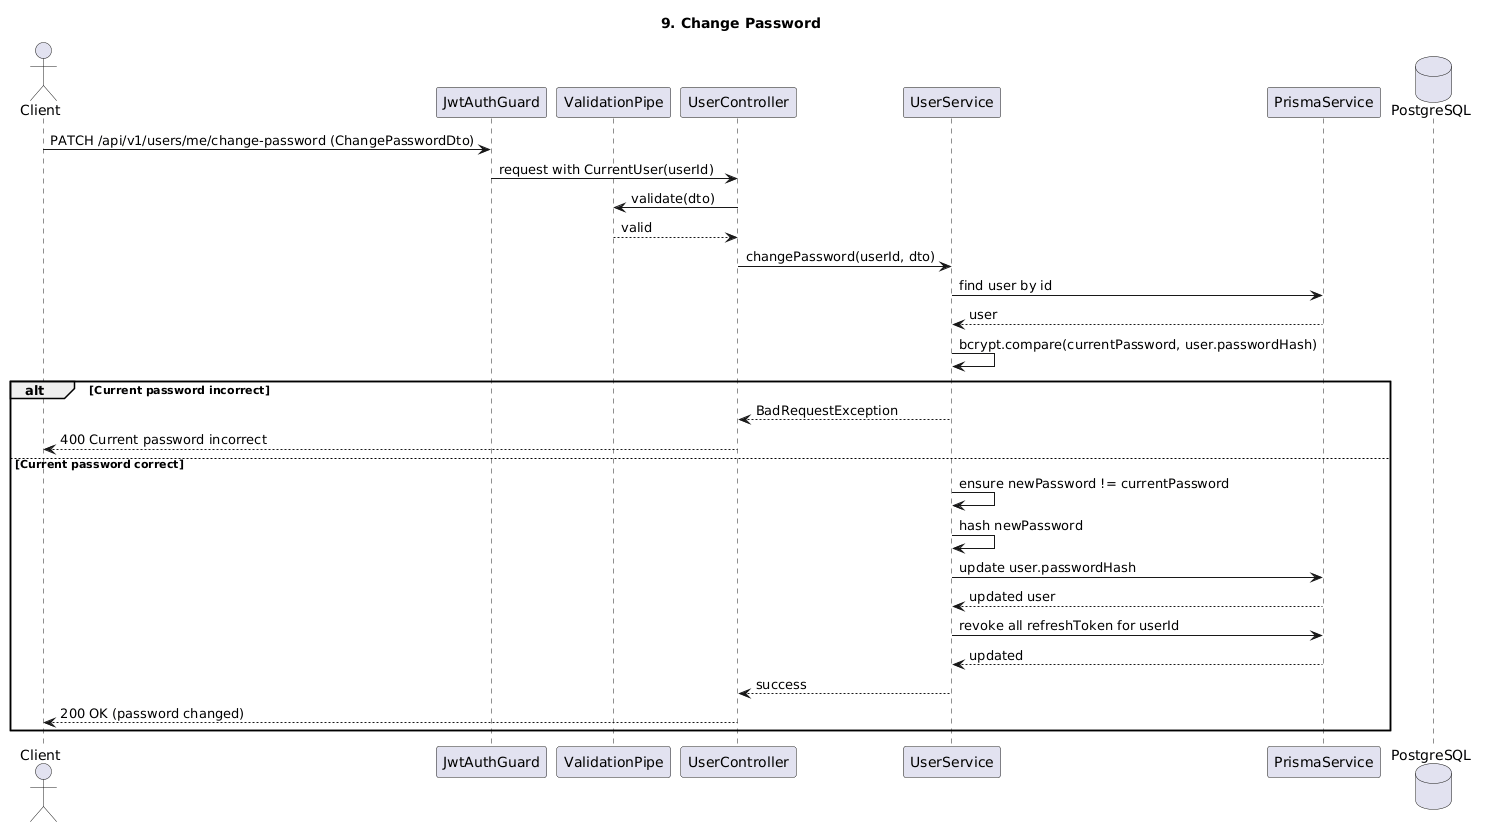 9. Change Password
Client
JwtAuthGuard
ValidationPipe
UserController
UserService
PrismaService
PostgreSQL
PATCH /api/v1/users/me/change-password (ChangePasswordDto)
request with CurrentUser(userId)
validate(dto)
valid
changePassword(userId, dto)
find user by id
user
bcrypt.compare(currentPassword, user.passwordHash)
alt
[Current password incorrect]
BadRequestException
400 Current password incorrect
[Current password correct]
ensure newPassword != currentPassword
hash newPassword
update user.passwordHash
updated user
revoke all refreshToken for userId
updated
success
200 OK (password changed)
Client
JwtAuthGuard
ValidationPipe
UserController
UserService
PrismaService
PostgreSQL